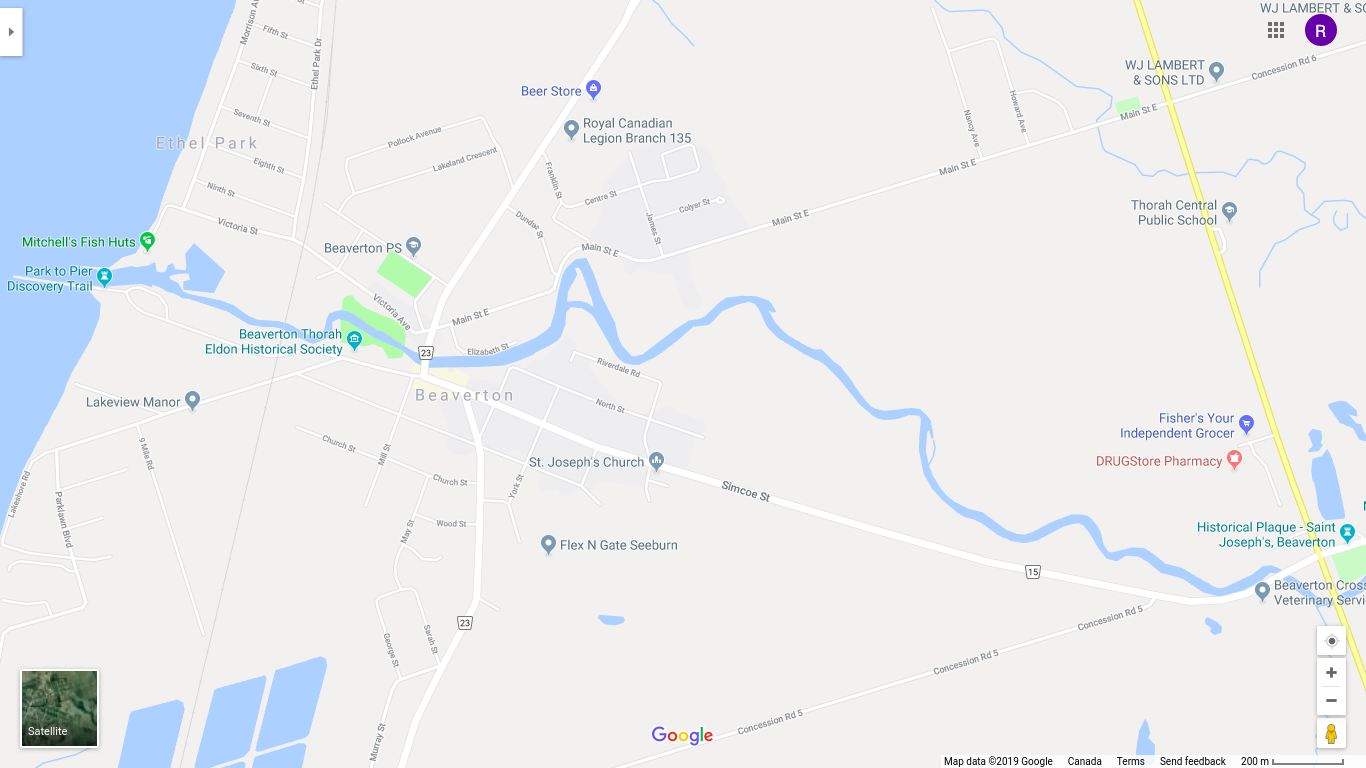 WJ LAMBERT & SO
R
Morrison Av
Fifth St
Ethel Park Dr
Sixth St
WJ LAMBERT
& SONS LTD
Concession Rd 6
Beer Store
Main St E
Howard Ave
Nancy Ave
Seventh St
Royal Canadian
Legion Branch 135
Pollock Avenue
Ethel Park
Lakeland Crescent
Eighth St
Main St E
Ninth St
Franklin St
Centre St
Colyer St
Thorah Central
Public School
Victoria St
Dundas St
James St
Main St E
Mitchell's Fish Huts
Beaverton PS
Main St E
Park to Pier
Discovery Trail
Victoria Ave
Main St E
Beaverton Thorah
Eldon Historical Society
23
Elizabeth St
Riverdale Rd
Beaverton
Lakeview Manor
North St
Fisher's Your
Independent Grocer
Church St
Mill St
9 Mile Rd
St. Joseph's Church
DRUGStore Pharmacy
Lakeshore Rd
Church St
York St
Simcoe St
Parklawn Blvd
May St
Wood St
Historical Plaque - Saint
Joseph's, Beaverton
N
Flex N Gate Seeburn
15
Beaverton Cross
Veterinary Servi
Concession Rd 5
23
George St
Sarah St
Concession Rd 5
Satellite
Murray St
Concession Rd 5
Google
Map data ©2019 Google
Canada
Terms
Send feedback
200 m